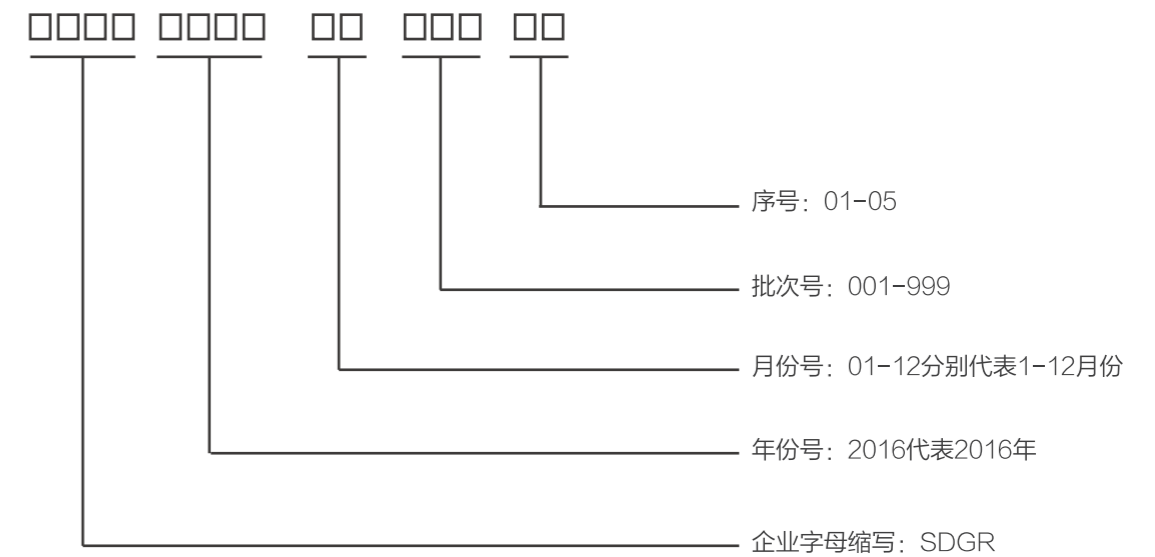 □□□□ □□□□ □□ □□□ □□
序号：01-05
批次号：001-999
月份号：01-12分别代表1-12月份
年份号：2016代表2016年
企业字母缩写：SDGR